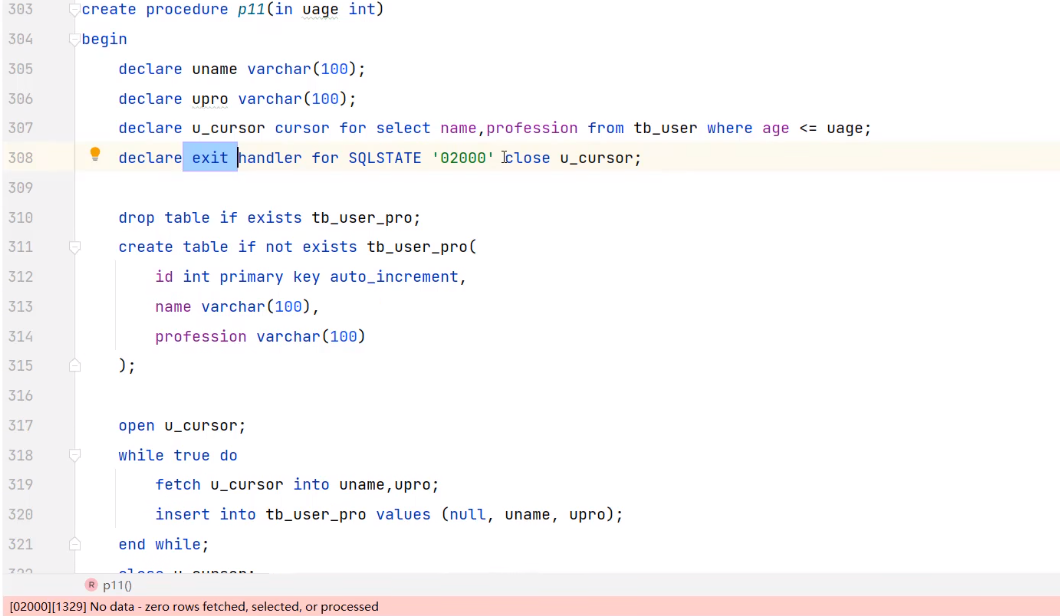 303 create procedure p11(in uage int)
304 begin
305 declare uname varchar(100);
306 declare upro varchar(100);
307 declare u_cursor cursor for select name,profession from tb_user where age <= uage;
308 declare exit handler for SQLSTATE '02000' close u_cursor;
309
310 drop table if exists tb_user_pro;
311 create table if not exists tb_user_pro(
312 id int primary key auto_increment,
313 name varchar(100),
314 profession varchar(100)
315 );
316
317 open u_cursor;
318 while true do
319 fetch u_cursor into uname,upro;
320 insert into tb_user_pro values (null, uname, upro);
321 end while;
322 close u_cursor;
R p11()
[02000][1329] No data - zero rows fetched, selected, or processed